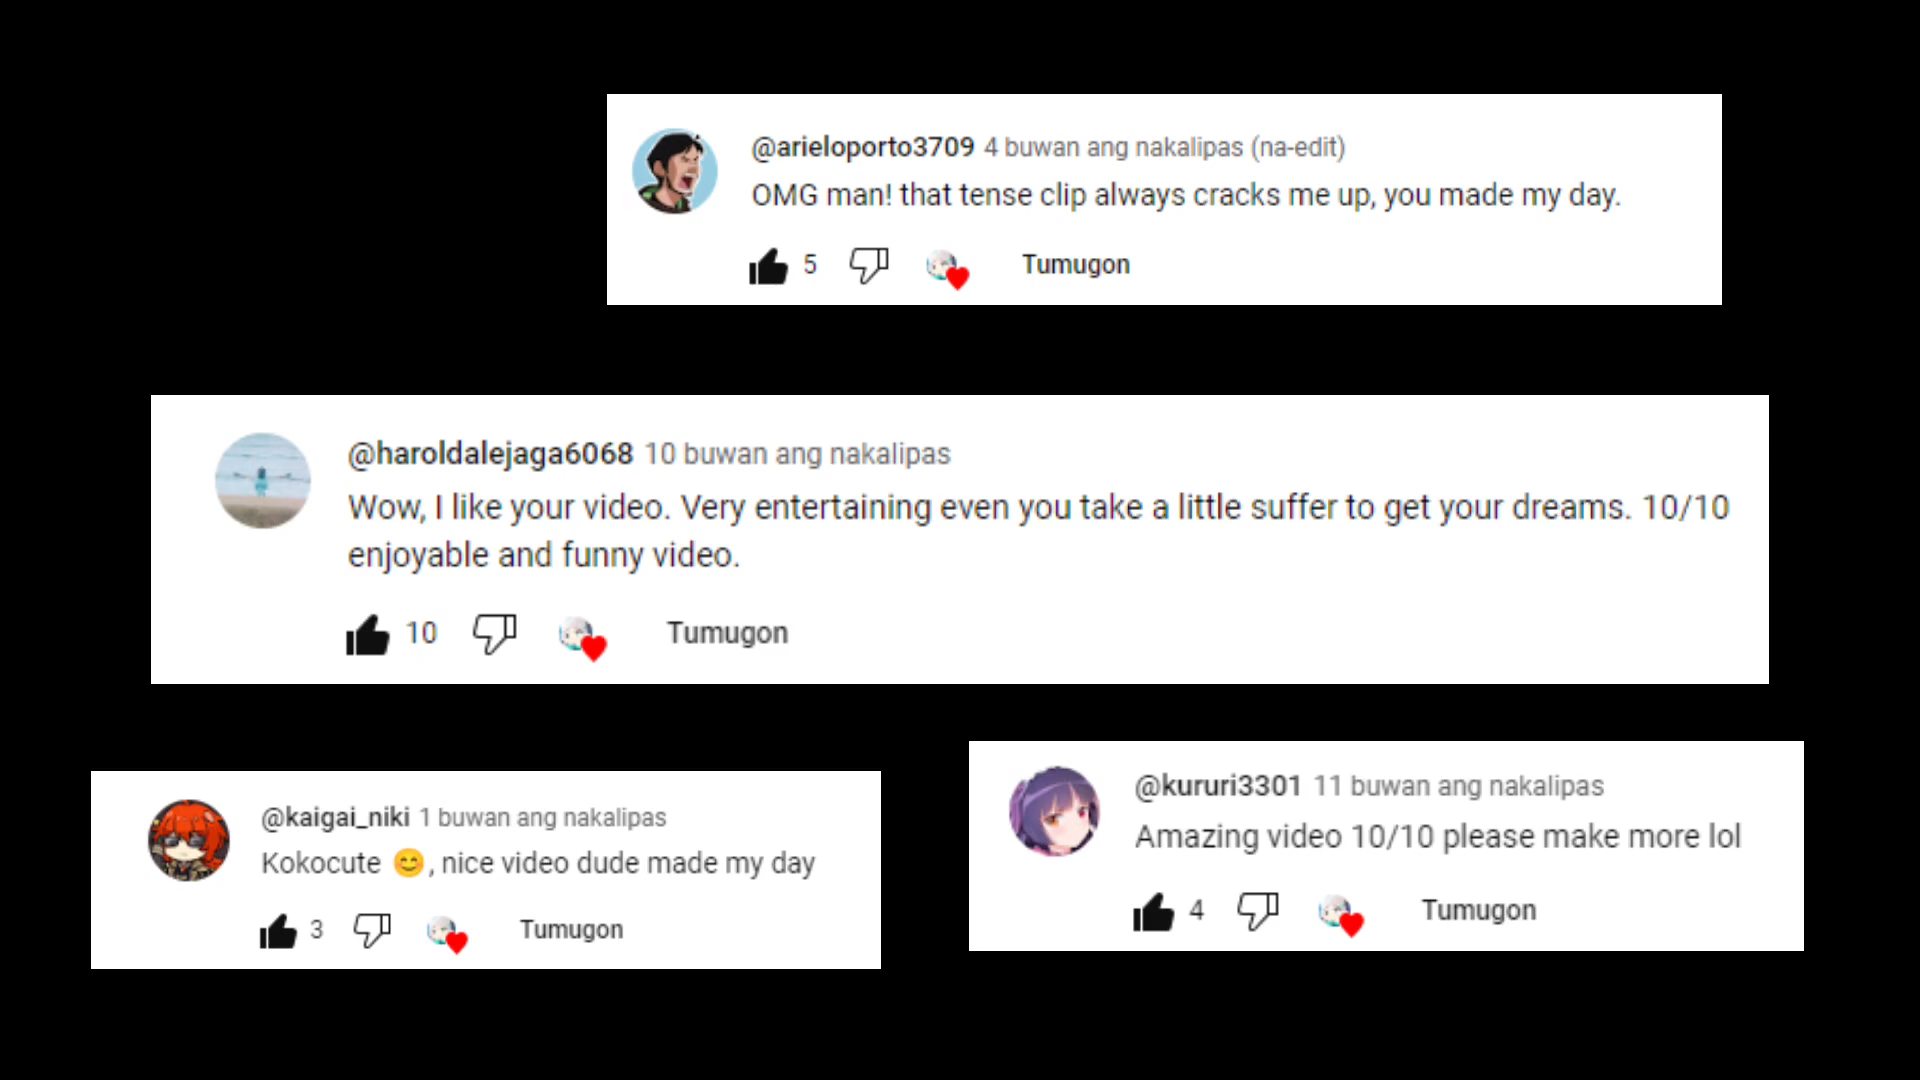 @arieloporto3709 4 buwan ang nakalipas (na-edit)
OMG man! that tense clip always cracks me up, you made my day.
5 Tumugon
@haroldalejaga6068 10 buwan ang nakalipas
Wow, I like your video. Very entertaining even you take a little suffer to get your dreams. 10/10
enjoyable and funny video.
10 Tumugon
@kaigai_niki 1 buwan ang nakalipas
Kokocute 😊, nice video dude made my day
3 Tumugon
@kururi3301 11 buwan ang nakalipas
Amazing video 10/10 please make more lol
4 Tumugon